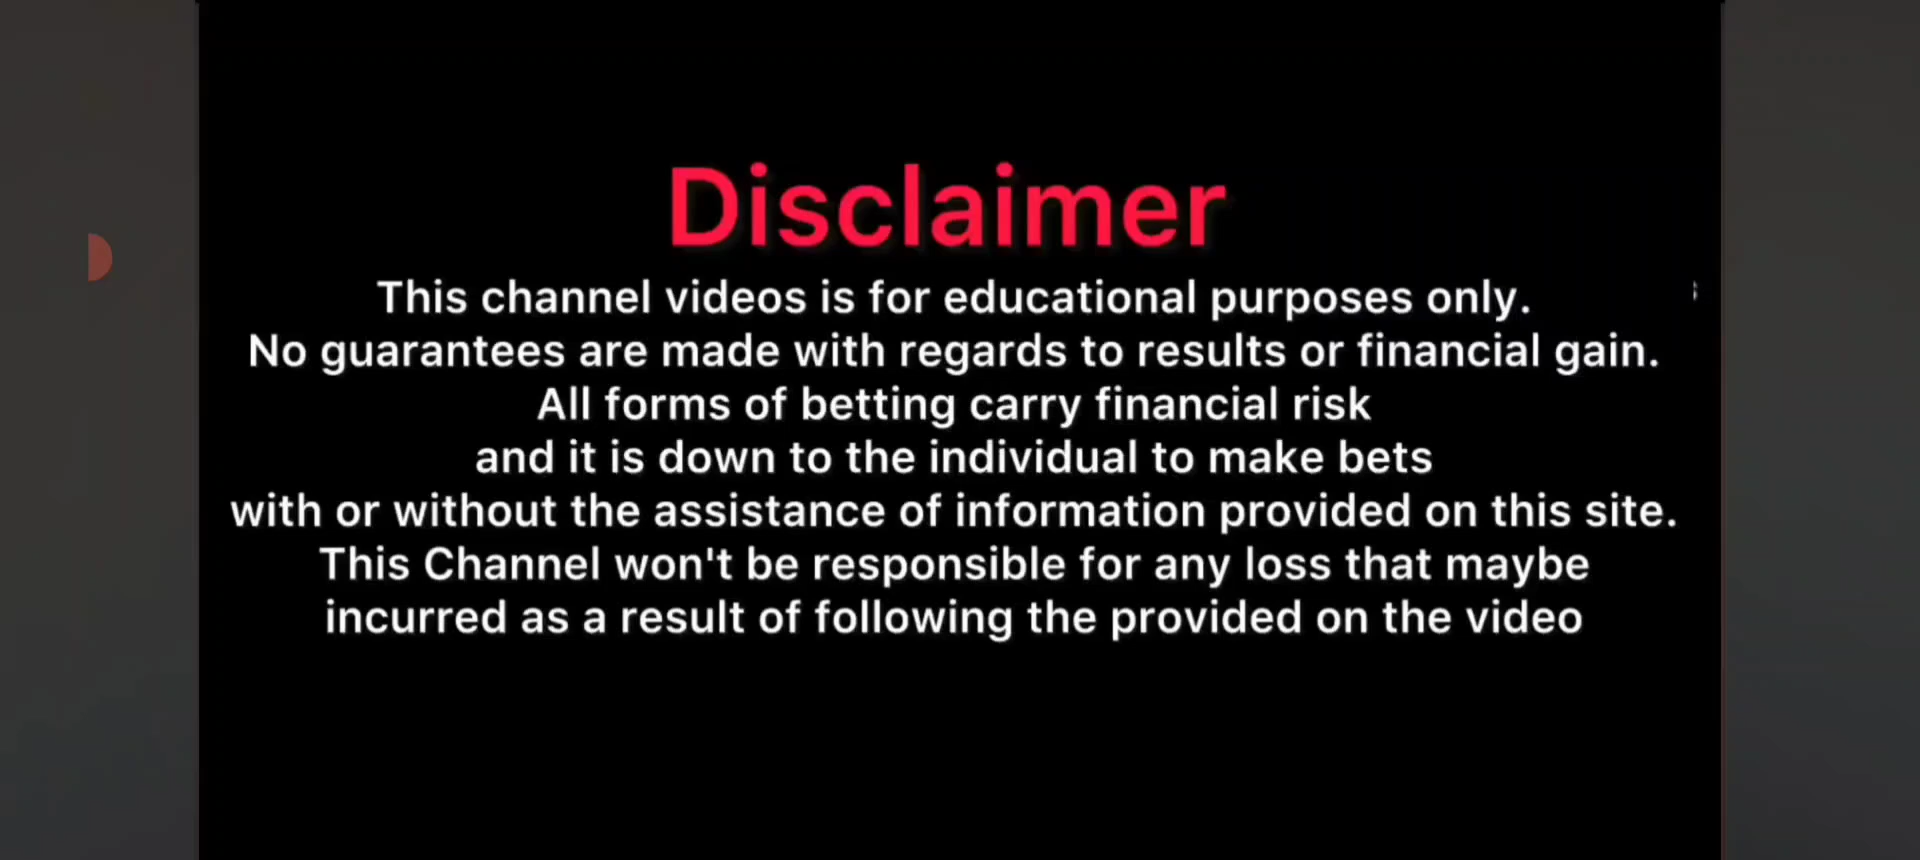 Disclaimer
This channel videos is for educational purposes only.
No guarantees are made with regards to results or financial gain.
All forms of betting carry financial risk
and it is down to the individual to make bets
with or without the assistance of information provided on this site.
This Channel won't be responsible for any loss that maybe
incurred as a result of following the provided on the video